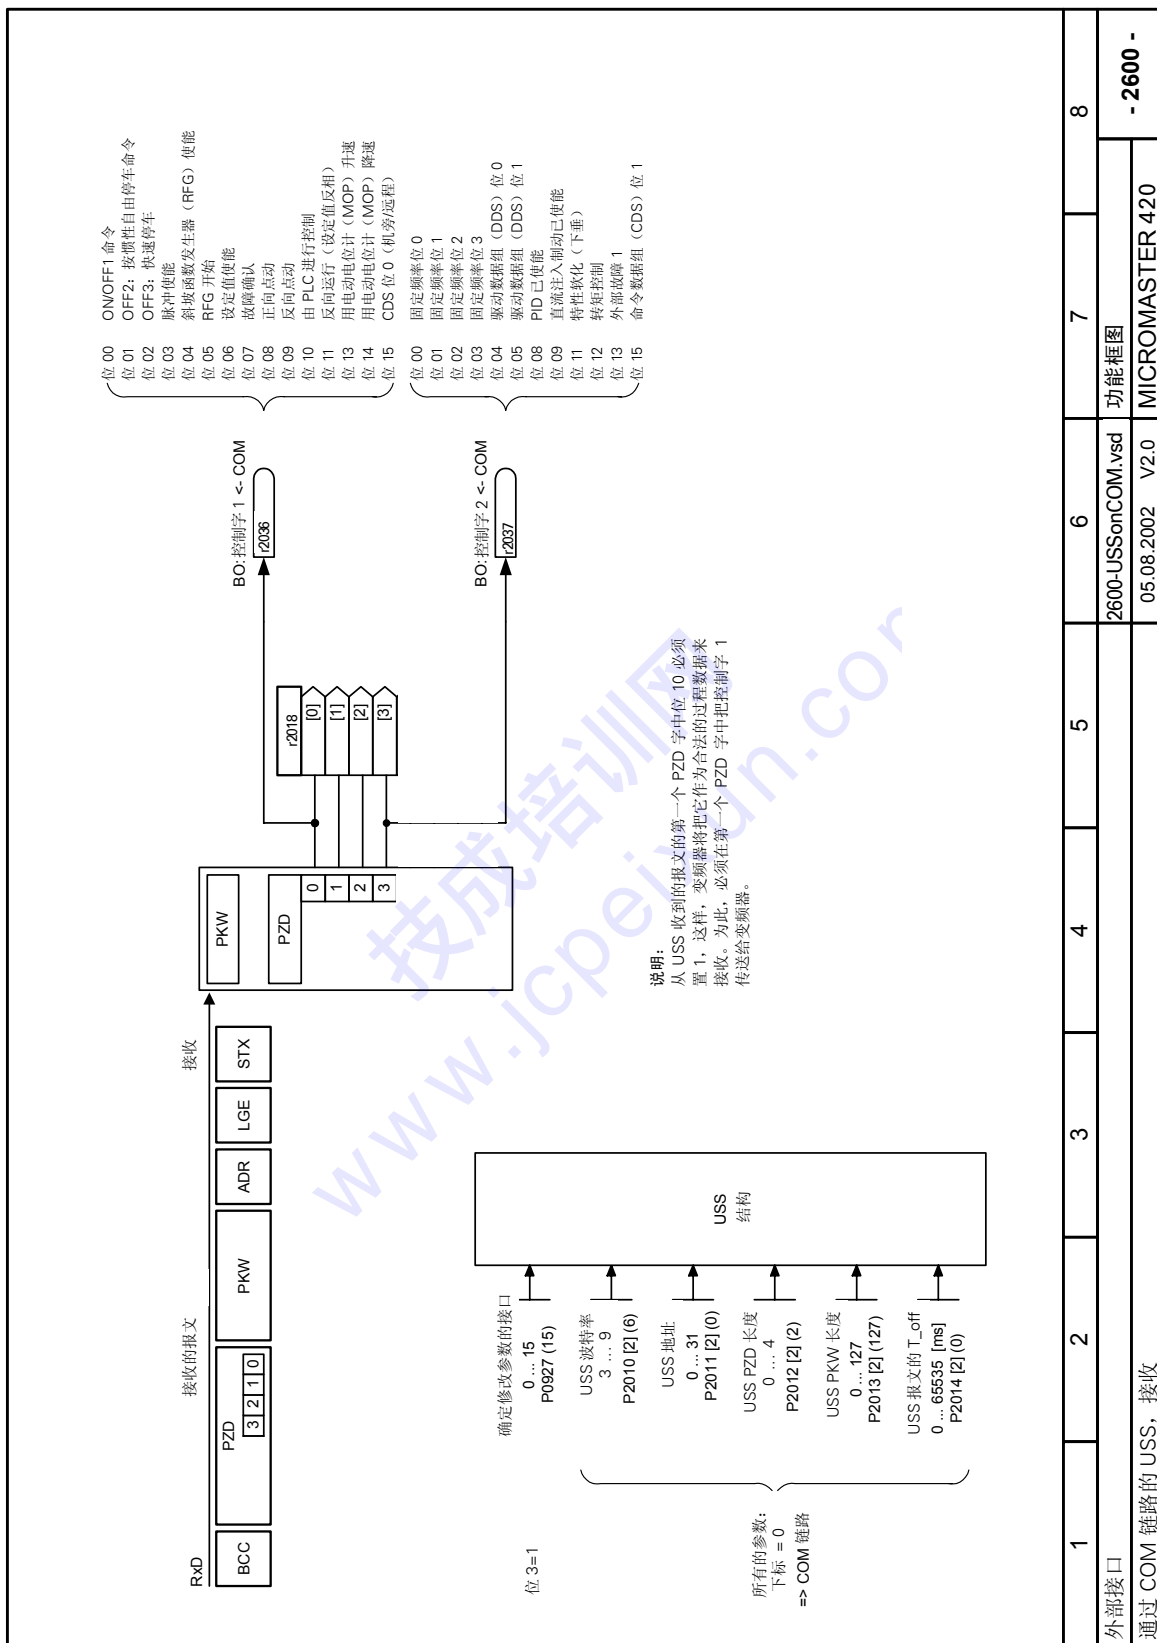 RxD
接收的报文
接收
BCC
PZD
3 2 1 0
PKW
ADR
LGE
STX
PKW
PZD
0
1
2
3
r2018
[0]
[1]
[2]
[3]
BO:控制字 1 <- COM
r2036
位 00 ON/OFF1 命令
位 01 OFF2：按惯性自由停车命令
位 02 OFF3：快速停车
位 03 脉冲使能
位 04 斜坡函数发生器（RFG）使能
位 05 RFG 开始
位 06 设定值使能
位 07 故障确认
位 08 正向点动
位 09 反向点动
位 10 由 PLC 进行控制
位 11 反向运行（设定值反相）
位 13 用电动电位计（MOP）升速
位 14 用电动电位计（MOP）降速
位 15 CDS 位 0（机旁/远程）
BO:控制字 2 <- COM
r2037
位 00 固定频率位 0
位 01 固定频率位 1
位 02 固定频率位 2
位 03 固定频率位 3
位 04 驱动数据组（DDS）位 0
位 05 驱动数据组（DDS）位 1
位 08 PID 已使能
位 09 直流注入制动已使能
位 11 特性软化（下垂）
位 12 转矩控制
位 13 外部故障 1
位 15 命令数据组（CDS）位 1
位 3=1
确定修改参数的接口
0 ... 15
P0927 (15)
USS 波特率
3 ... 9
P2010 [2] (6)
USS 地址
0 ... 31
P2011 [2] (0)
USS PZD 长度
0 ... 4
P2012 [2] (2)
USS PKW 长度
0 ... 127
P2013 [2] (127)
USS 报文的 T_off
0 ... 65535 [ms]
P2014 [2] (0)
所有的参数：
下标 = 0
=> COM 链路
USS
结构
说明：
从 USS 收到的报文的第一个 PZD 字中位 10 必须
置 1，这样，变频器将把它作为合法的过程数据来
接收。为此，必须在第一个 PZD 字中把控制字 1
传送给变频器。
技成培训网
www.jcpeixun.cor
1 2 3 4 5 6 7 8
外部接口 2600-USSonCOM.vsd 功能框图 - 2600 -
通过 COM 链路的 USS，接收 05.08.2002 V2.0 MICROMASTER 420